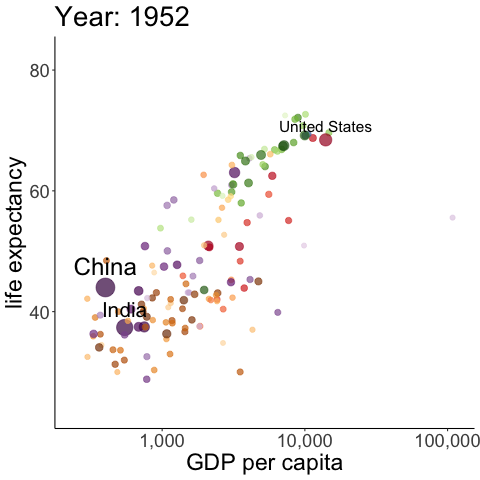 Year: 1952
life expectancy
80
60
40
United States
China
India
1,000
10,000
100,000
GDP per capita